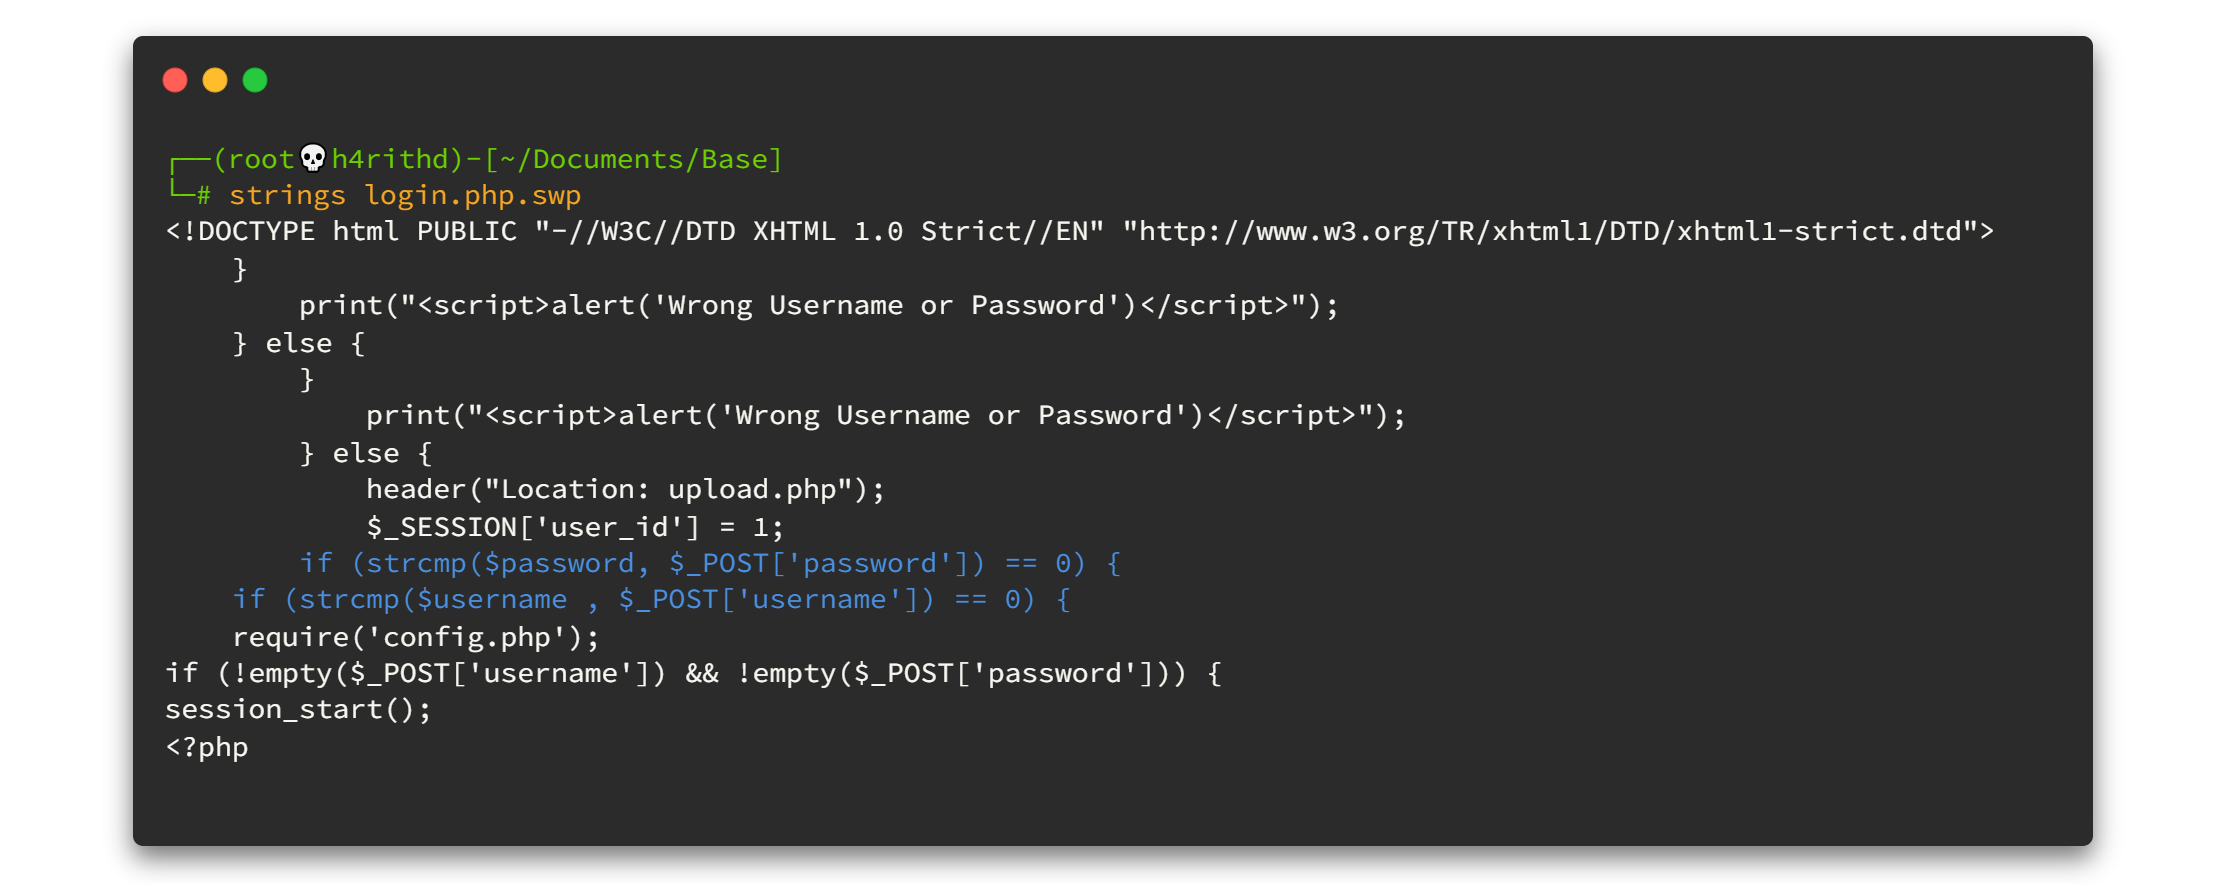 ┌──(root💀h4rithd)-[~/Documents/Base]
└─# strings login.php.swp
<!DOCTYPE html PUBLIC "-//W3C//DTD XHTML 1.0 Strict//EN" "http://www.w3.org/TR/xhtml1/DTD/xhtml1-strict.dtd">
    }
        print("<script>alert('Wrong Username or Password')</script>");
    } else {
        }
            print("<script>alert('Wrong Username or Password')</script>");
        } else {
            header("Location: upload.php");
            $_SESSION['user_id'] = 1;
        if (strcmp($password, $_POST['password']) == 0) {
    if (strcmp($username , $_POST['username']) == 0) {
    require('config.php');
if (!empty($_POST['username']) && !empty($_POST['password'])) {
session_start();
<?php